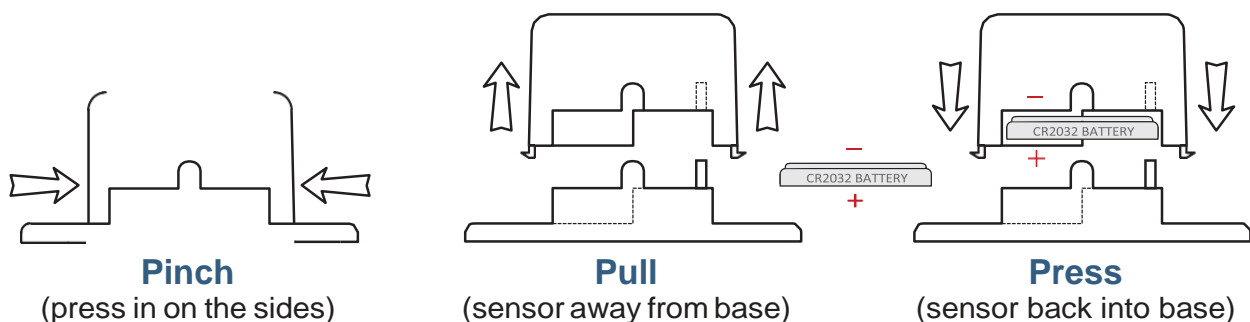 −
CR2032 BATTERY
+
−
CR2032 BATTERY
+
Pinch
(press in on the sides)
Pull
(sensor away from base)
Press
(sensor back into base)